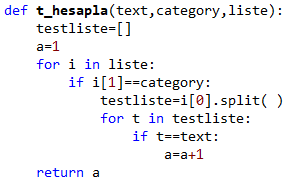 def t_hesapla(text,category,liste):
    testliste=[]
    a=1
    for i in liste:
        if i[1]==category:
            testliste=i[0].split( )
            for t in testliste:
                if t==text:
                    a=a+1
    return a